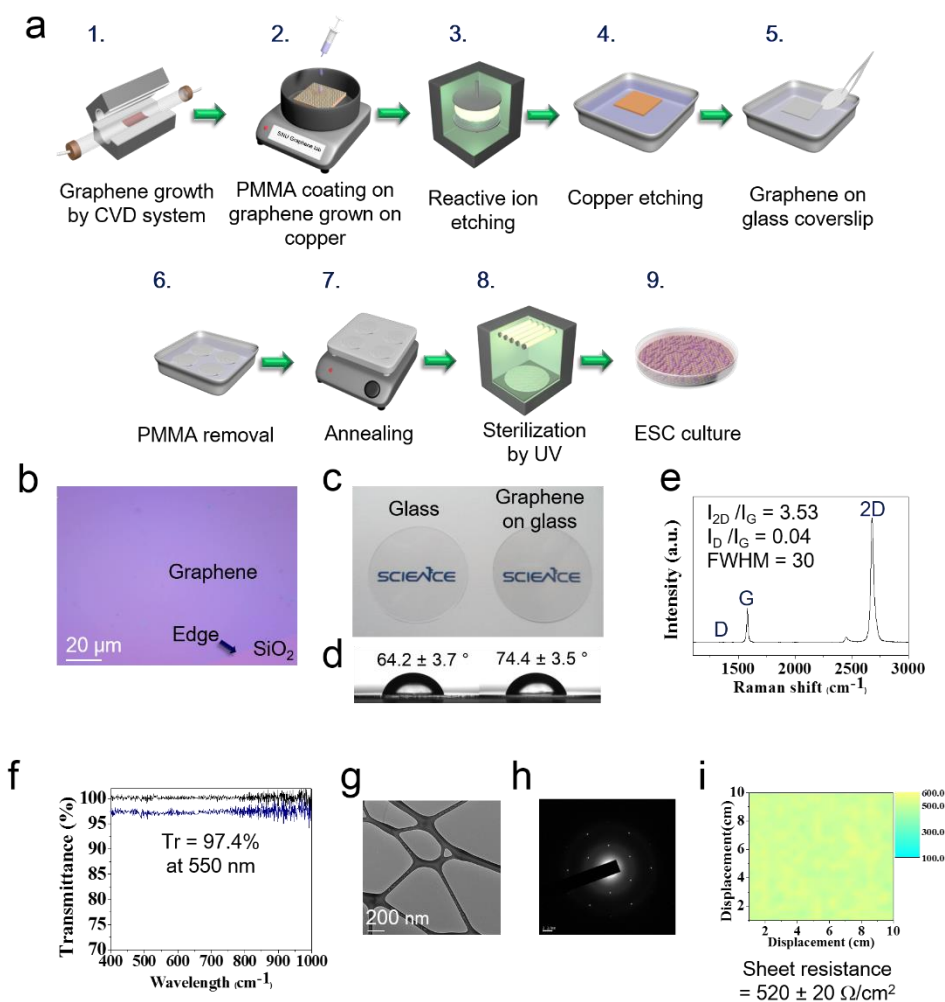 a
1.
2.
3.
4.
5.
SNU Graphene lab
Graphene growth
by CVD system
PMMA coating on
graphene grown on
copper
Reactive ion
etching
Copper etching
Graphene on
glass coverslip
6.
7.
8.
9.
PMMA removal
Annealing
Sterilization
by UV
ESC culture
b
Graphene
Edge
SiO2
20 µm
c
Glass
Graphene
on glass
SCIENCE
SCIENCE
d
64.2 ± 3.7 °
74.4 ± 3.5 °
e
I2D /IG = 3.53
ID /IG = 0.04
FWHM = 30
2D
G
D
Intensity (a.u.)
1500 2000 2500 3000
Raman shift (cm-1)
f
100
95
90
85
80
75
70
Transmittance (%)
Tr = 97.4%
at 550 nm
400 500 600 700 800 900 1000
Wavelength (cm-1)
g
200 nm
h
i
10
8
6
4
2
Displacement(cm)
2 4 6 8 10
Displacement (cm)
600.0
500.0
300.0
100.0
Sheet resistance
= 520 ± 20 Ω/cm2